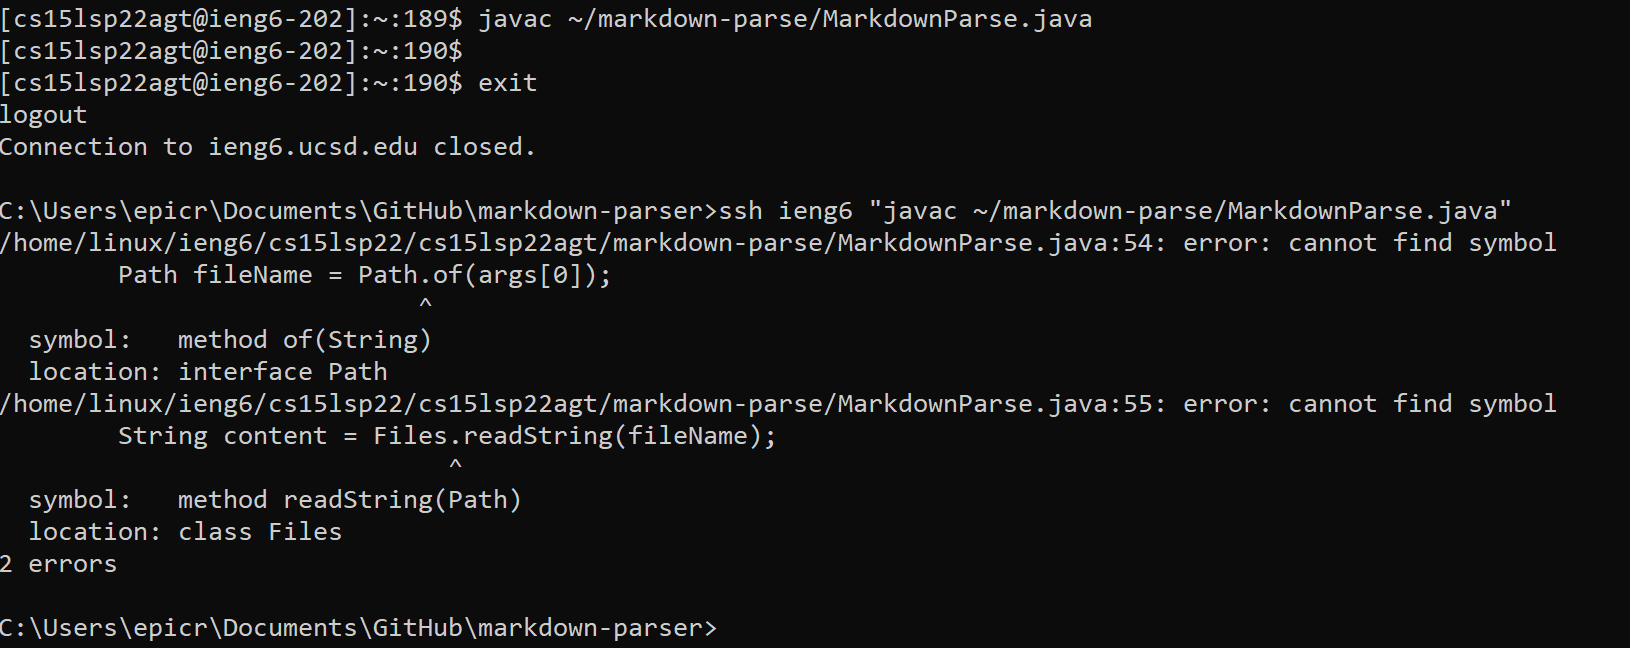 [cs15lsp22agt@ieng6-202]:~:189$ javac ~/markdown-parse/MarkdownParse.java
[cs15lsp22agt@ieng6-202]:~:190$
[cs15lsp22agt@ieng6-202]:~:190$ exit
logout
Connection to ieng6.ucsd.edu closed.

C:\Users\epicr\Documents\GitHub\markdown-parser>ssh ieng6 "javac ~/markdown-parse/MarkdownParse.java"
/home/linux/ieng6/cs15lsp22/cs15lsp22agt/markdown-parse/MarkdownParse.java:54: error: cannot find symbol
        Path fileName = Path.of(args[0]);
                            ^
  symbol:   method of(String)
  location: interface Path
/home/linux/ieng6/cs15lsp22/cs15lsp22agt/markdown-parse/MarkdownParse.java:55: error: cannot find symbol
        String content = Files.readString(fileName);
                              ^
  symbol:   method readString(Path)
  location: class Files
2 errors

C:\Users\epicr\Documents\GitHub\markdown-parser>